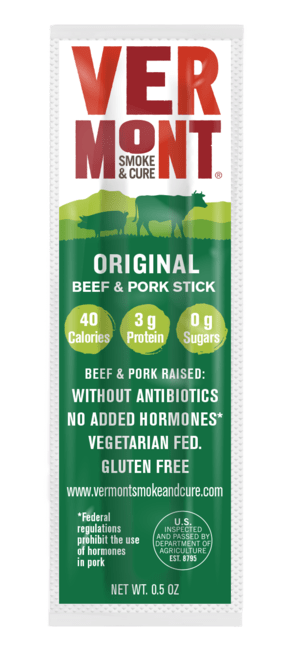 VER
MONT®
SMOKE
& CURE
ORIGINAL
BEEF & PORK STICK
40
Calories
3 g
Protein
0 g
Sugars
BEEF & PORK RAISED:
WITHOUT ANTIBIOTICS
NO ADDED HORMONES*
VEGETARIAN FED.
GLUTEN FREE
www.vermontsmokeandcure.com
*Federal
regulations
prohibit the use
of hormones
in pork
U.S.
INSPECTED
AND PASSED BY
DEPARTMENT OF
AGRICULTURE
EST. 8795
NET WT. 0.5 OZ